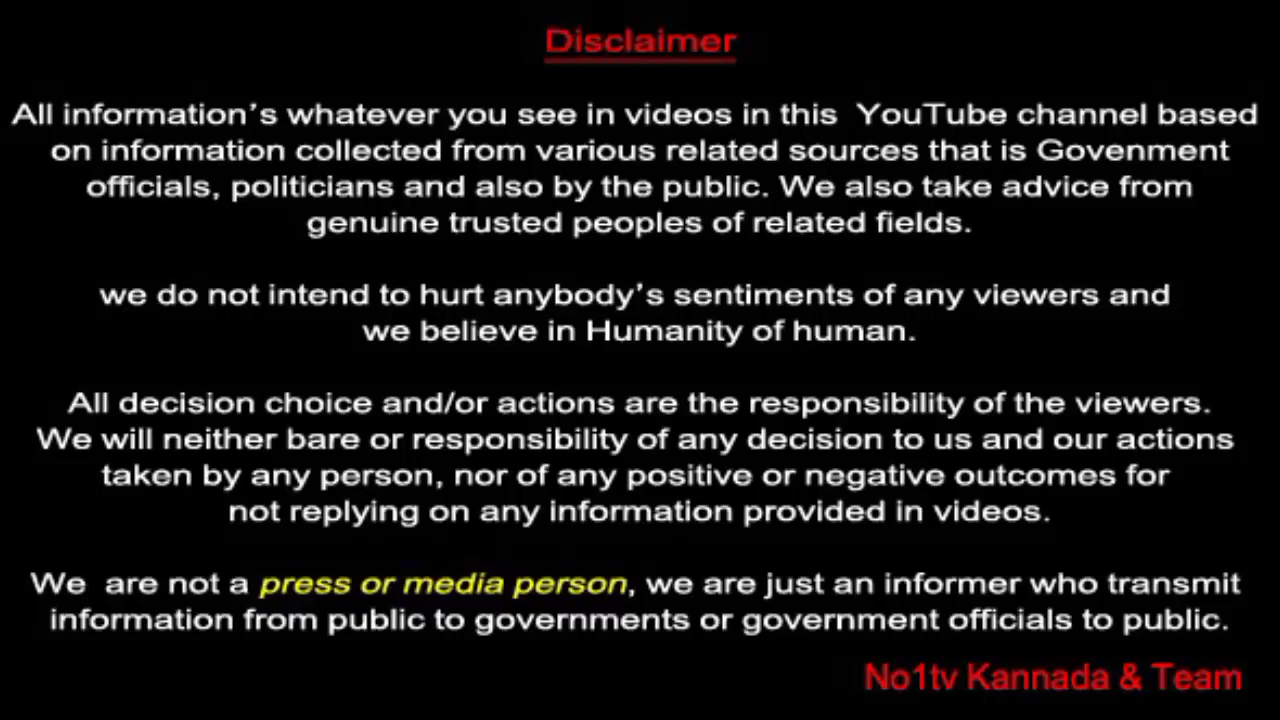 Disclaimer
All information's whatever you see in videos in this YouTube channel based
on information collected from various related sources that is Govenment
officials, politicians and also by the public. We also take advice from
genuine trusted peoples of related fields.
we do not intend to hurt anybody's sentiments of any viewers and
we believe in Humanity of human.
All decision choice and/or actions are the responsibility of the viewers.
We will neither bare or responsibility of any decision to us and our actions
taken by any person, nor of any positive or negative outcomes for
not replying on any information provided in videos.
We are not a press or media person, we are just an informer who transmit
information from public to governments or government officials to public.
No1tv Kannada & Team